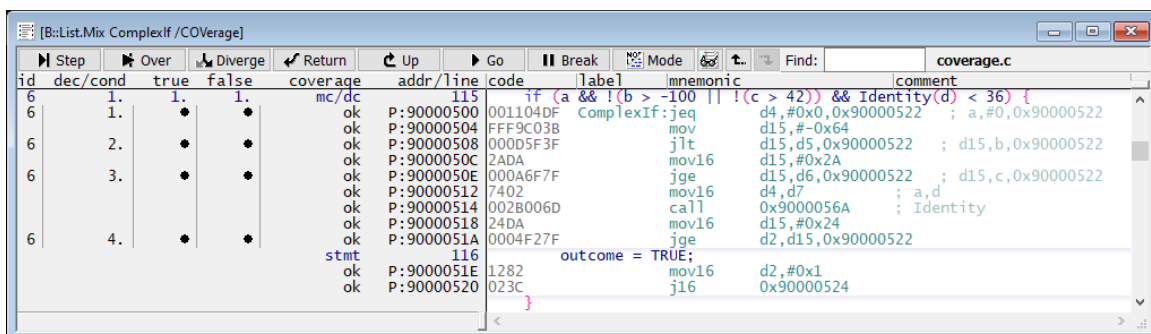 [B::List.Mix ComplexIf /COVerage]
Step Over Diverge Return Up Go Break Mode t.. Find: coverage.c
id dec/cond true false coverage addr/line code label mnemonic comment
6 1. 1. 1. mc/dc 115 if (a && !(b > -100 || !(c > 42)) && Identity(d) < 36) {
6 1. ● ● ok P:90000500 001104DF ComplexIf:jeq d4,#0x0,0x90000522 ; a,#0,0x90000522
ok P:90000504 FFF9C03B mov d15,#-0x64
6 2. ● ● ok P:90000508 000D5F3F jlt d15,d5,0x90000522 ; d15,b,0x90000522
ok P:9000050C 2ADA mov16 d15,#0x2A
6 3. ● ● ok P:9000050E 000A6F7F jge d15,d6,0x90000522 ; d15,c,0x90000522
ok P:90000512 7402 mov16 d4,d7 ; a,d
ok P:90000514 002B006D call 0x9000056A ; Identity
ok P:90000518 24DA mov16 d15,#0x24
6 4. ● ● ok P:9000051A 0004F27F jge d2,d15,0x90000522
stmt 116 outcome = TRUE;
ok P:9000051E 1282 mov16 d2,#0x1
ok P:90000520 023C j16 0x90000524
}